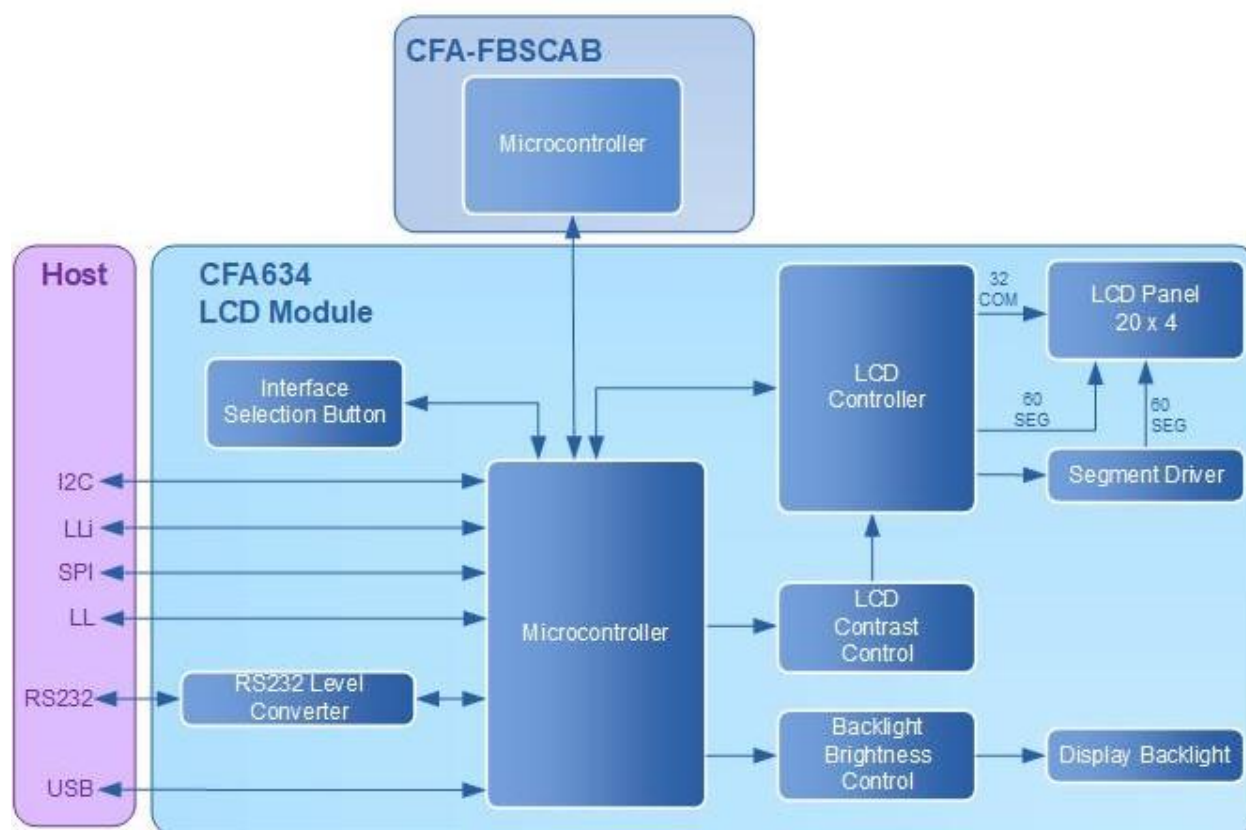 CFA-FBSCAB
Microcontroller
Host
CFA634
LCD Module
Interface
Selection Button
LCD
Controller
32
COM
LCD Panel
20 x 4
60
SEG
60
SEG
Segment Driver
I2C
LLi
SPI
LL
RS232
USB
RS232 Level
Converter
Microcontroller
LCD
Contrast
Control
Backlight
Brightness
Control
Display Backlight